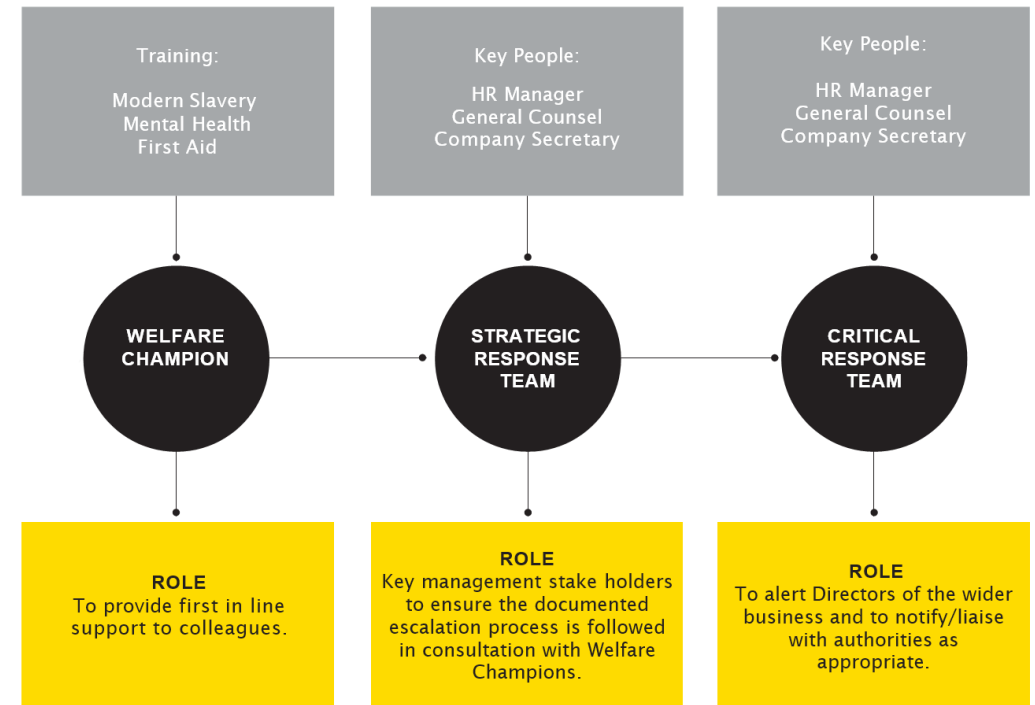 Training:
Modern Slavery
Mental Health
First Aid
Key People:
HR Manager
General Counsel
Company Secretary
Key People:
HR Manager
General Counsel
Company Secretary
WELFARE
CHAMPION
STRATEGIC
RESPONSE
TEAM
CRITICAL
RESPONSE
TEAM
ROLE
To provide first in line
support to colleagues.
ROLE
Key management stake holders
to ensure the documented
escalation process is followed
in consultation with Welfare
Champions.
ROLE
To alert Directors of the wider
business and to notify/liaise
with authorities as
appropriate.